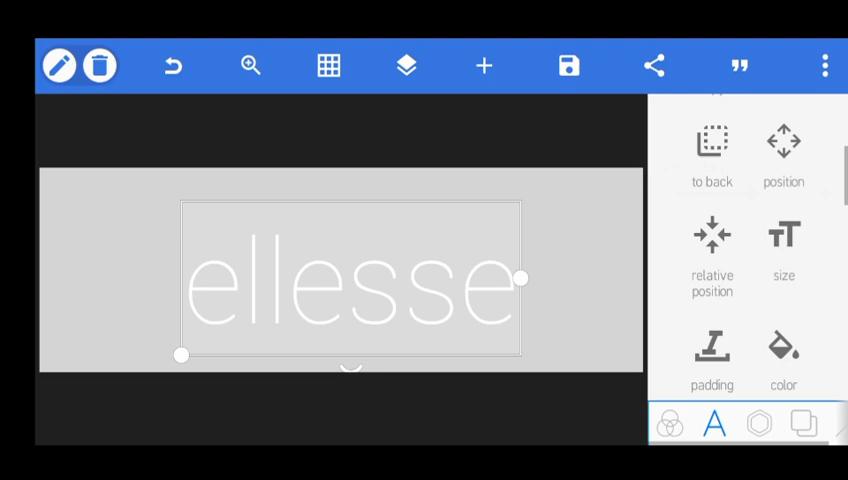 ellesse
to back
position
relative
position
size
padding
color